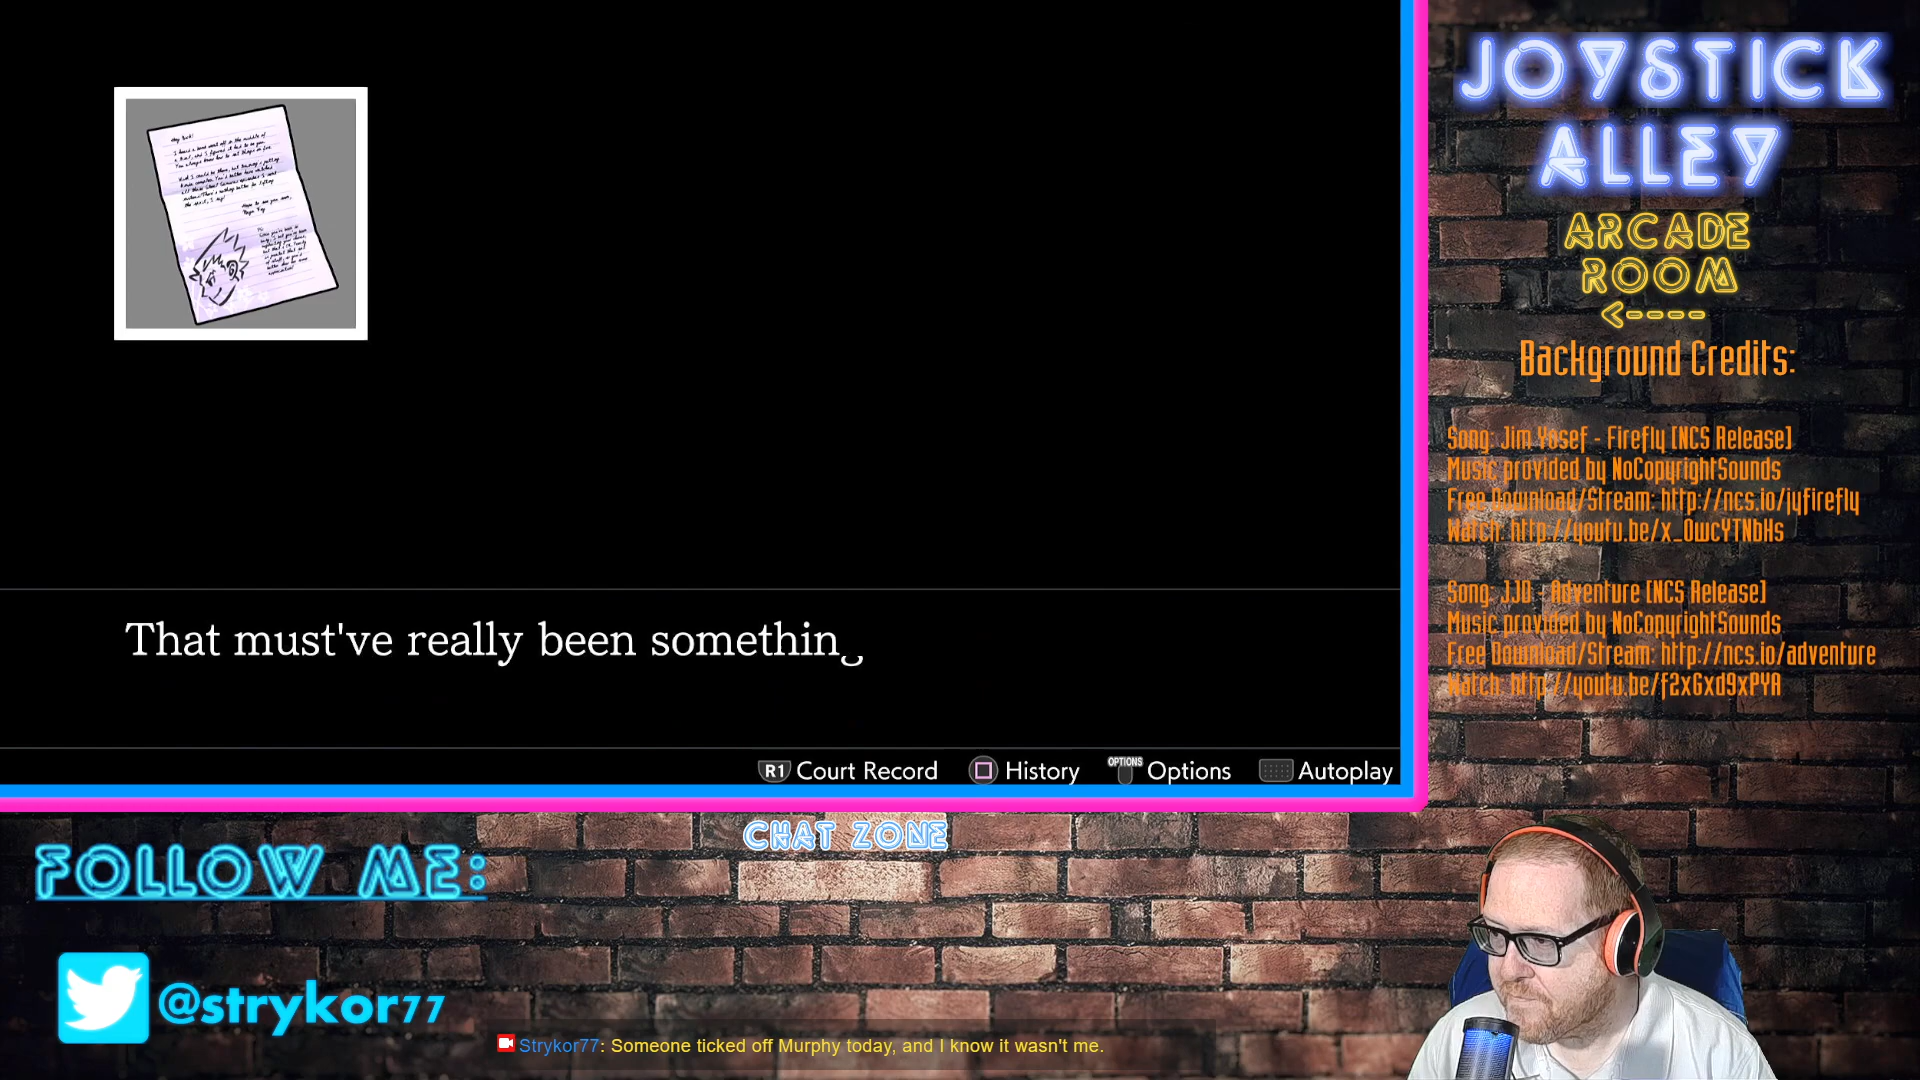 JOYSTICK
ALLEY
ARCADE
ROOM
<----
Background Credits:
Song: Jim Yosef - Firefly [NCS Release]
Music provided by NoCopyrightSounds
Free Download/Stream: http://ncs.io/jyfirefly
Watch: http://youtu.be/x_OwcYTNbHs
Song: JJD - Adventure [NCS Release]
Music provided by NoCopyrightSounds
Free Download/Stream: http://ncs.io/adventure
Watch: http://youtu.be/f2xGxd9xPYA
That must've really been something
R1 Court Record
History
OPTIONS Options
Autoplay
CHAT ZONE
FOLLOW ME:
@strykor77
Strykor77: Someone ticked off Murphy today, and I know it wasn't me.